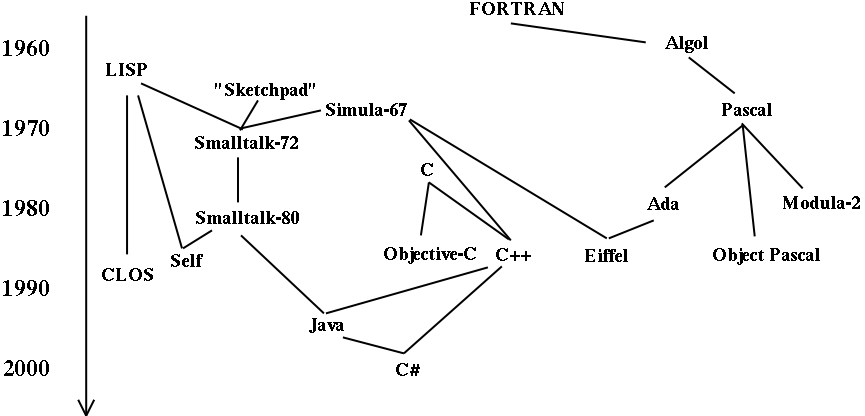 FORTRAN
1960
Algol
LISP
"Sketchpad"
Simula-67
Pascal
1970
Smalltalk-72
C
1980
Smalltalk-80
Ada
Modula-2
Self
Objective-C
C++
Eiffel
Object Pascal
CLOS
1990
Java
2000
C#